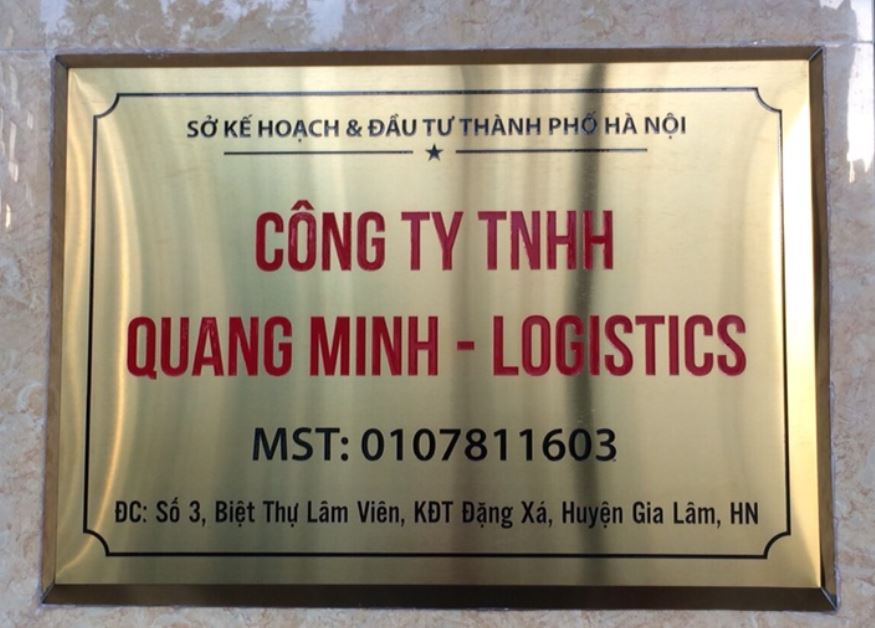 SỞ KẾ HOẠCH & ĐẦU TƯ THÀNH PHỐ HÀ NỘI
CÔNG TY TNHH
QUANG MINH - LOGISTICS
MST: 0107811603
ĐC: Số 3, Biệt Thự Lâm Viên, KĐT Đặng Xá, Huyện Gia Lâm, HN